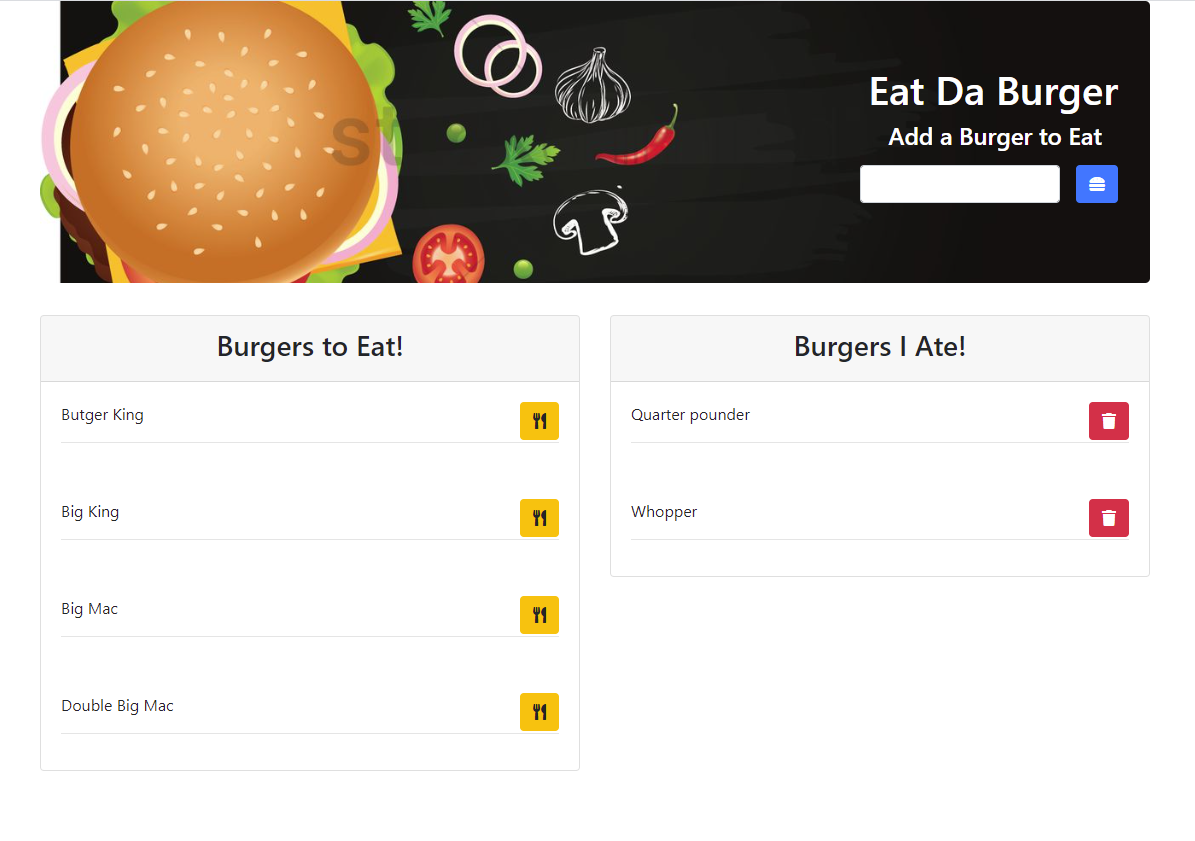 Eat Da Burger
Add a Burger to Eat
Burgers to Eat!
Butger King
Big King
Big Mac
Double Big Mac
Burgers I Ate!
Quarter pounder
Whopper